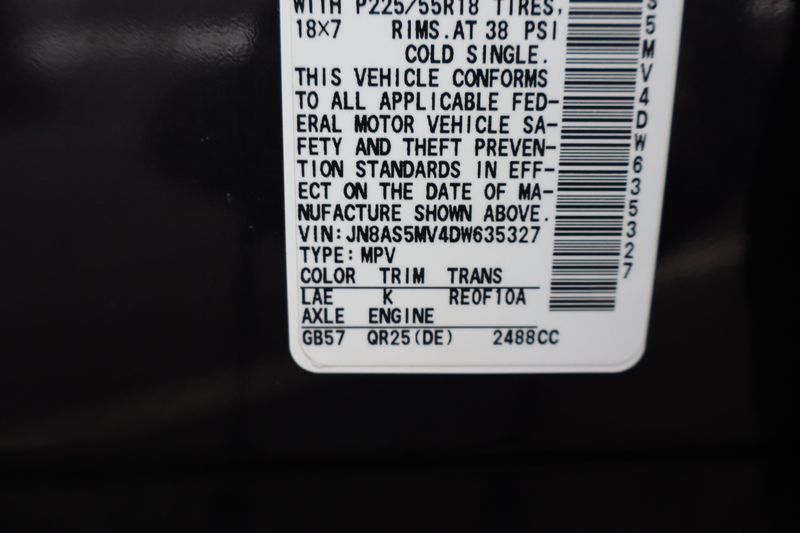 WITH P225/55R18 TIRES,
18X7 RIMS.AT 38 PSI
COLD SINGLE.
THIS VEHICLE CONFORMS
TO ALL APPLICABLE FED-
ERAL MOTOR VEHICLE SA-
FETY AND THEFT PREVEN-
TION STANDARDS IN EFF-
ECT ON THE DATE OF MA-
NUFACTURE SHOWN ABOVE.
VIN:JN8AS5MV4DW635327
TYPE:MPV
COLOR TRIM TRANS
LAE K RE0F10A
AXLE ENGINE
GB57 QR25(DE) 2488CC
S5MV4DW635327